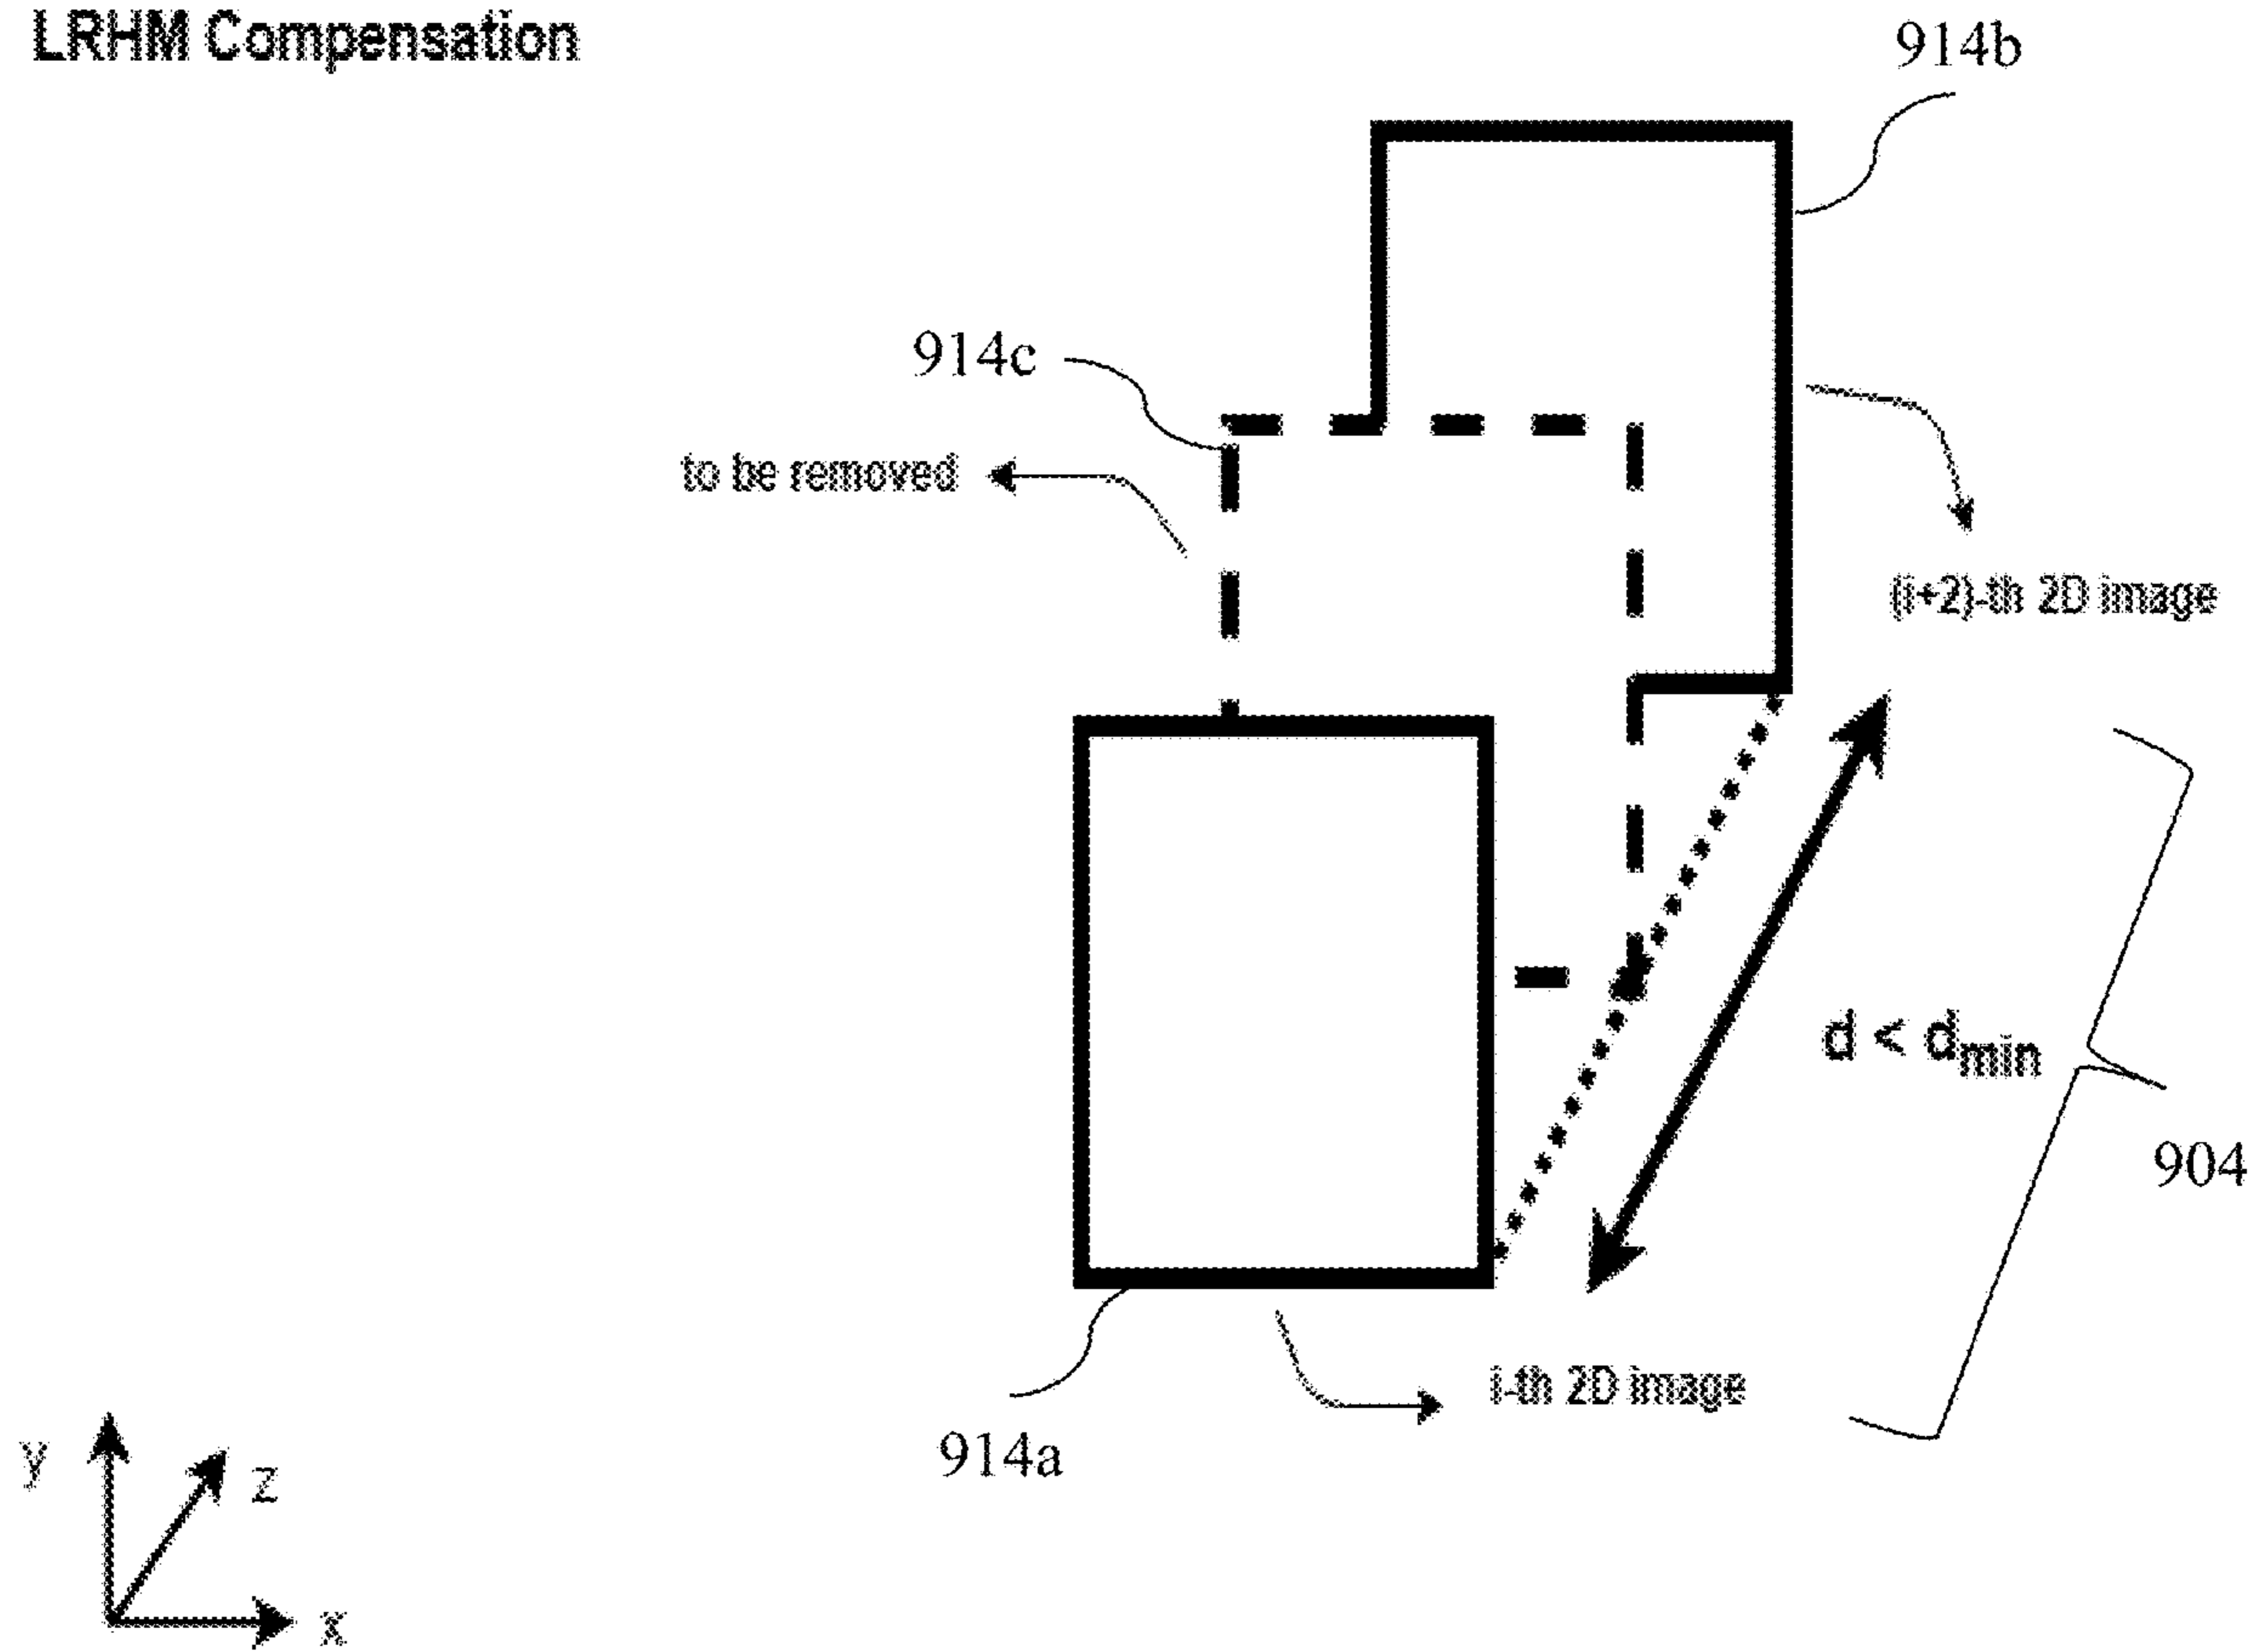 LRHM Compensation
914b
914c
to be removed
(i+2)-th 2D image
d < dmin
904
i-th 2D image
914a
y
z
x